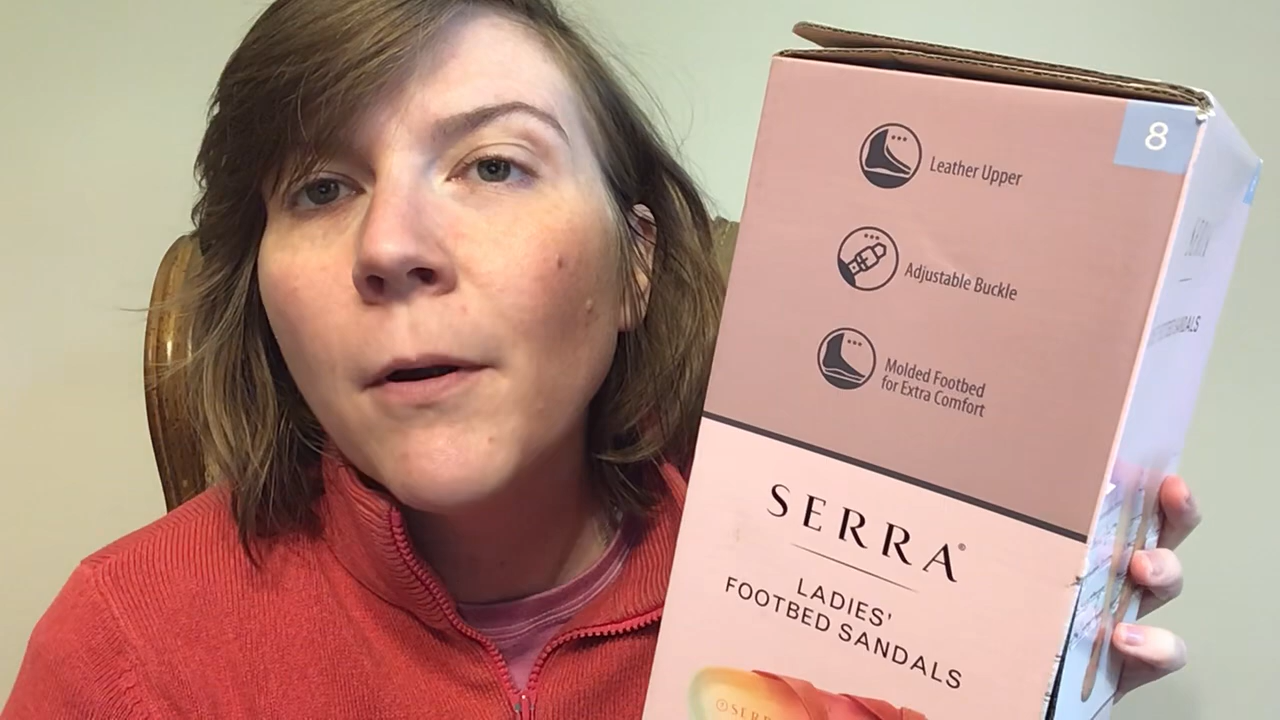 8
Leather Upper
Adjustable Buckle
Molded Footbed
for Extra Comfort
SERRA®
LADIES'
FOOTBED SANDALS